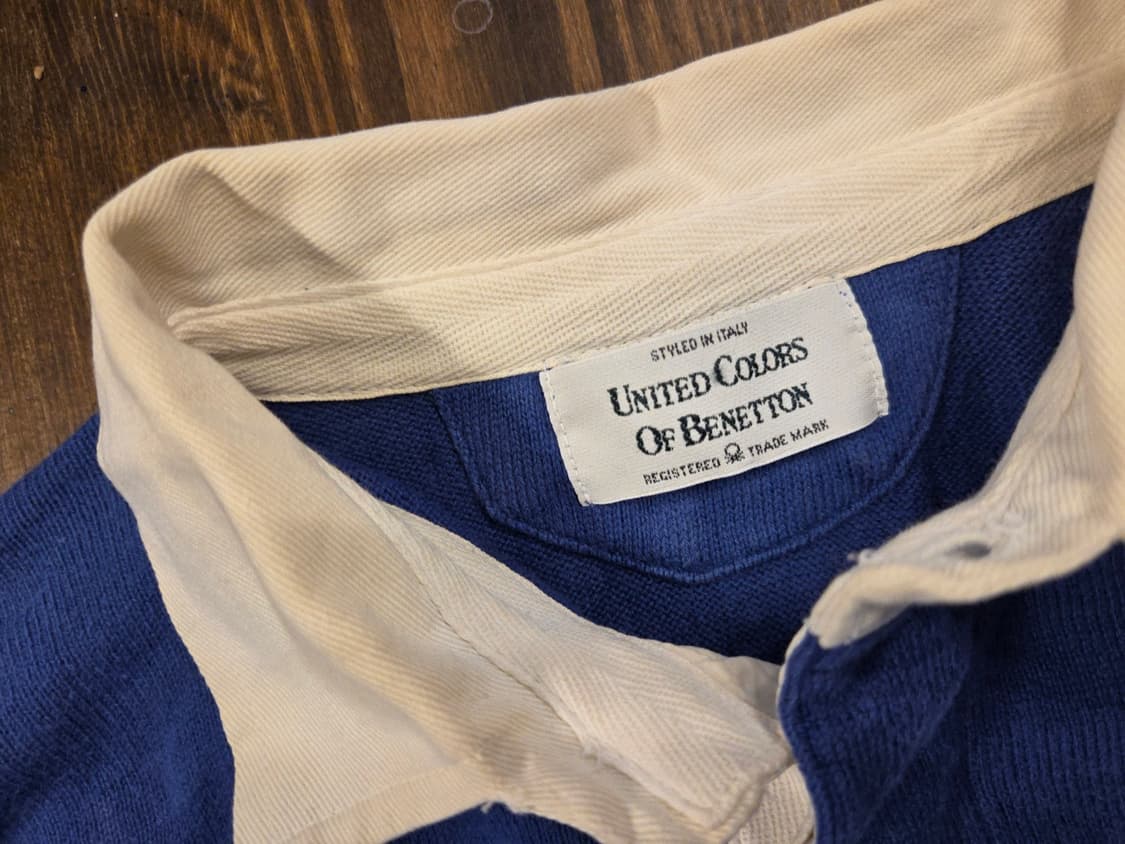 STYLED IN ITALY
UNITED COLORS
OF BENETTON
REGISTERED TRADE MARK